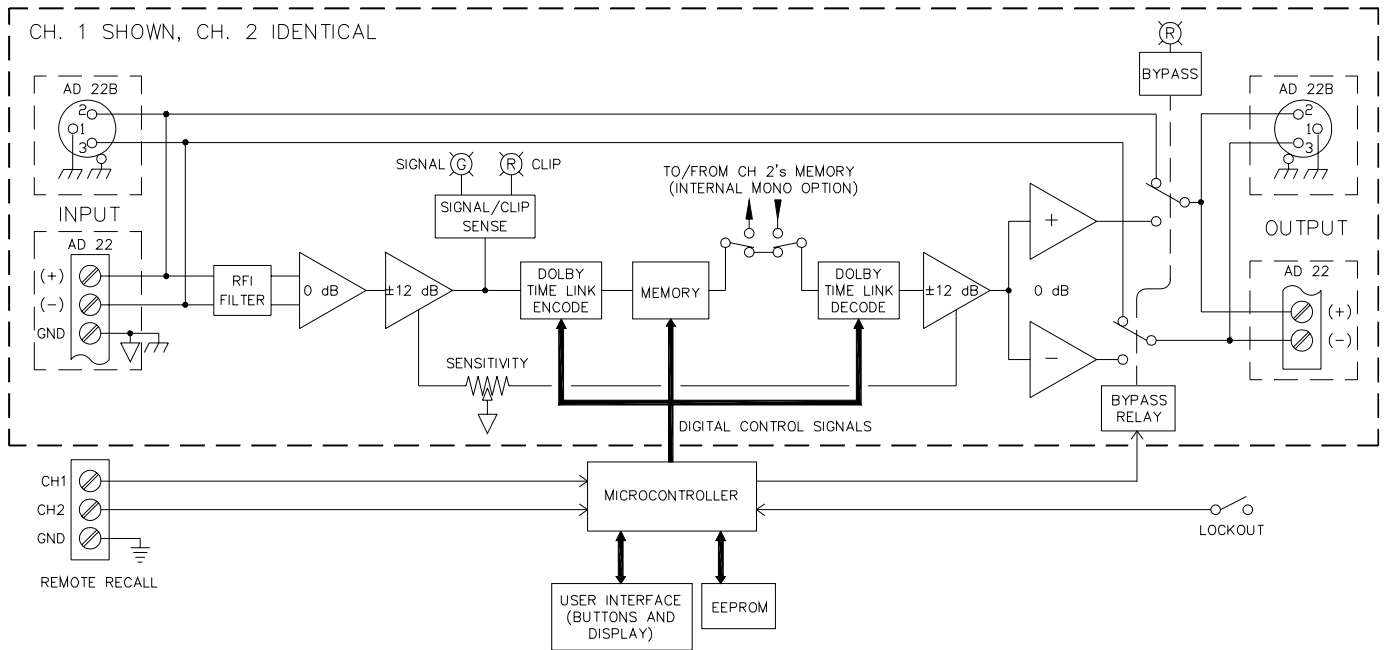 CH. 1 SHOWN, CH. 2 IDENTICAL
R
BYPASS
AD 22B
2
1
3
AD 22B
2
1
3
SIGNAL G R CLIP
SIGNAL/CLIP
SENSE
TO/FROM CH 2's MEMORY
(INTERNAL MONO OPTION)
INPUT
OUTPUT
AD 22
(+)
(-)
GND
RFI
FILTER
0 dB
±12 dB
DOLBY
TIME LINK
ENCODE
MEMORY
DOLBY
TIME LINK
DECODE
±12 dB
+
0 dB
−
AD 22
(+)
(-)
SENSITIVITY
BYPASS
RELAY
DIGITAL CONTROL SIGNALS
CH1
CH2
GND
REMOTE RECALL
MICROCONTROLLER
LOCKOUT
USER INTERFACE
(BUTTONS AND
DISPLAY)
EEPROM